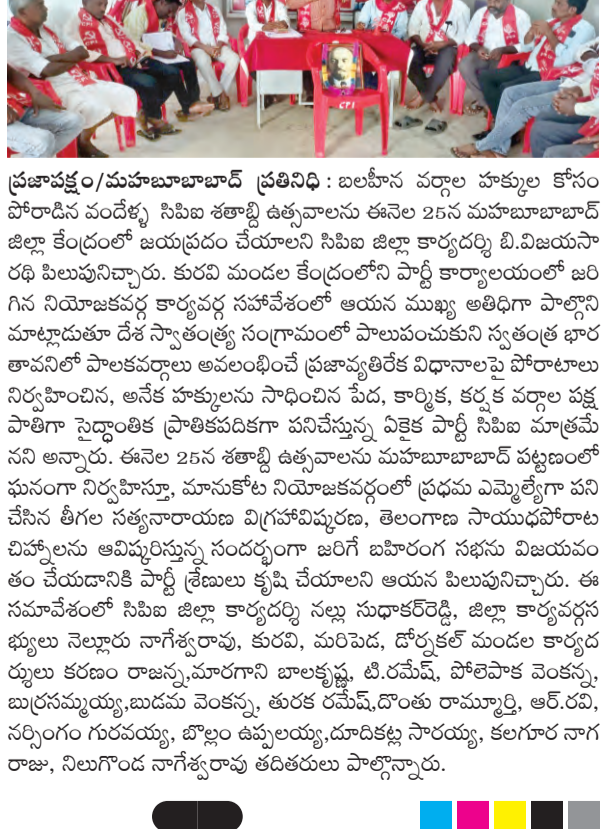 CPI
ప్రజాపక్షం/మహబూబాబాద్ ప్రతినిధి : బలహీన వర్గాల హక్కుల కోసం
పోరాడిన వందేళ్ళ సిపిఐ శతాబ్ది ఉత్సవాలను ఈనెల 25న మహబూబాబాద్
జిల్లా కేంద్రంలో జయప్రదం చేయాలని సిపిఐ జిల్లా కార్యదర్శి బి.విజయసా
రథి పిలుపునిచ్చారు. కురవి మండల కేంద్రంలోని పార్టీ కార్యాలయంలో జరి
గిన నియోజకవర్గ కార్యవర్గ సహావేశంలో ఆయన ముఖ్య అతిధిగా పాల్గొని
మాట్లాడుతూ దేశ స్వాతంత్ర్య సంగ్రామంలో పాలుపంచుకుని స్వతంత్ర భార
తావనిలో పాలకవర్గాలు అవలంభించే ప్రజావ్యతిరేక విధానాలపై పోరాటాలు
నిర్వహించిన, అనేక హక్కులను సాధించిన పేద, కార్మిక, కర్షక వర్గాల పక్ష
పాతిగా సైద్ధాంతిక ప్రాతికపదికగా పనిచేస్తున్న ఏకైక పార్టీ సిపిఐ మాత్రమే
నని అన్నారు. ఈనెల 25న శతాబ్ది ఉత్సవాలను మహబూబాబాద్ పట్టణంలో
ఘనంగా నిర్వహిస్తూ, మానుకోట నియోజకవర్గంలో ప్రధమ ఎమ్మెల్యేగా పని
చేసిన తీగల సత్యనారాయణ విగ్రహావిష్కరణ, తెలంగాణ సాయుధపోరాట
చిహ్నాలను ఆవిష్కరిస్తున్న సందర్భంగా జరిగే బహిరంగ సభను విజయవం
తం చేయడానికి పార్టీ శ్రేణులు కృషి చేయాలని ఆయన పిలుపునిచ్చారు. ఈ
సమావేశంలో సిపిఐ జిల్లా కార్యదర్శి నల్లు సుధాకర్‌రెడ్డి, జిల్లా కార్యవర్గస
భ్యులు నెల్లూరు నాగేశ్వరావు, కురవి, మరిపెడ, డోర్నకల్ మండల కార్యద
ర్శులు కరణం రాజన్న,మారగాని బాలకృష్ణ, టి.రమేష్, పోలెపాక వెంకన్న,
బుర్రసమ్మయ్య,బుడమ వెంకన్న, తురక రమేష్,దొంతు రామ్మూర్తి, ఆర్.రవి,
నర్సింగం గురవయ్య, బొల్లం ఉప్పలయ్య,దూదికట్ల సారయ్య, కలగూర నాగ
రాజు, నిలుగొండ నాగేశ్వరావు తదితరులు పాల్గొన్నారు.